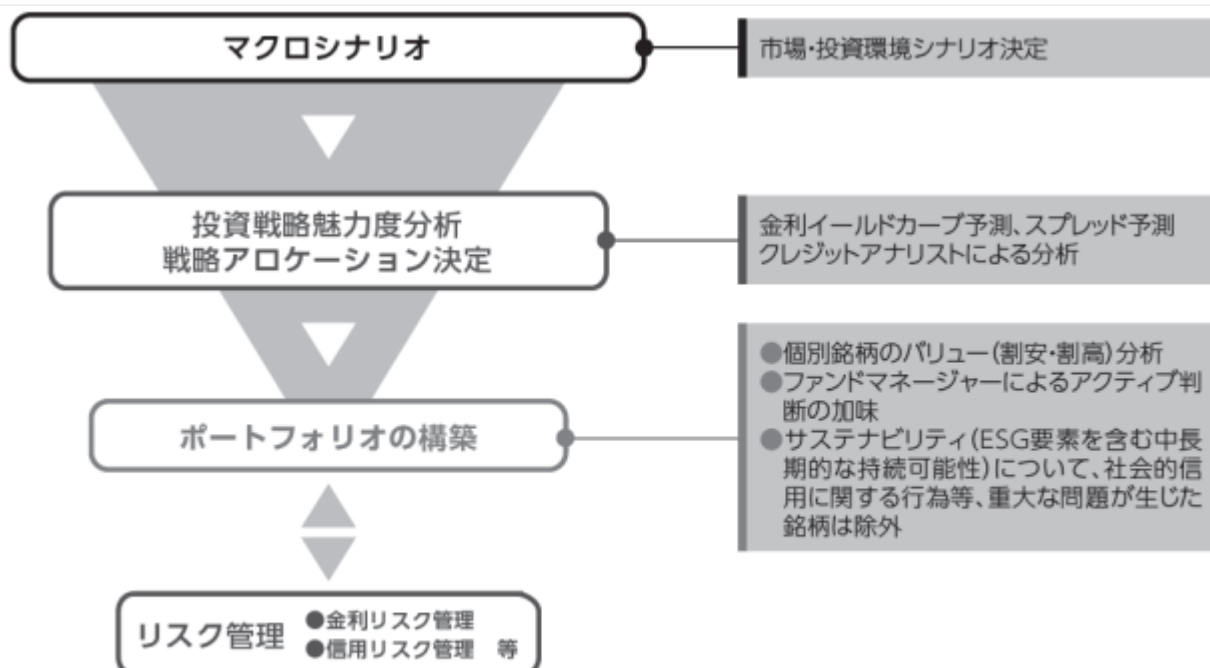 マクロシナリオ
市場・投資環境シナリオ決定
投資戦略魅力度分析
戦略アロケーション決定
金利イールドカーブ予測、スプレッド予測
クレジットアナリストによる分析
ポートフォリオの構築
●個別銘柄のバリュー(割安・割高)分析
●ファンドマネージャーによるアクティブ判
断の加味
●サステナビリティ(ESG要素を含む中長
期的な持続可能性)について、社会的信
用に関する行為等、重大な問題が生じた
銘柄は除外
リスク管理
●金利リスク管理
●信用リスク管理 等